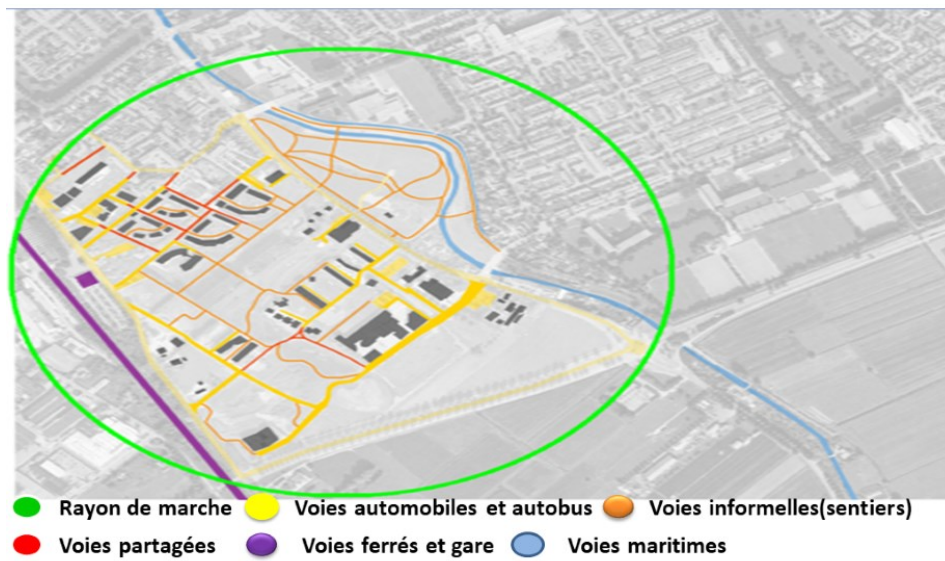 Rayon de marche Voies automobiles et autobus Voies informelles(sentiers)
Voies partagées Voies ferrés et gare Voies maritimes